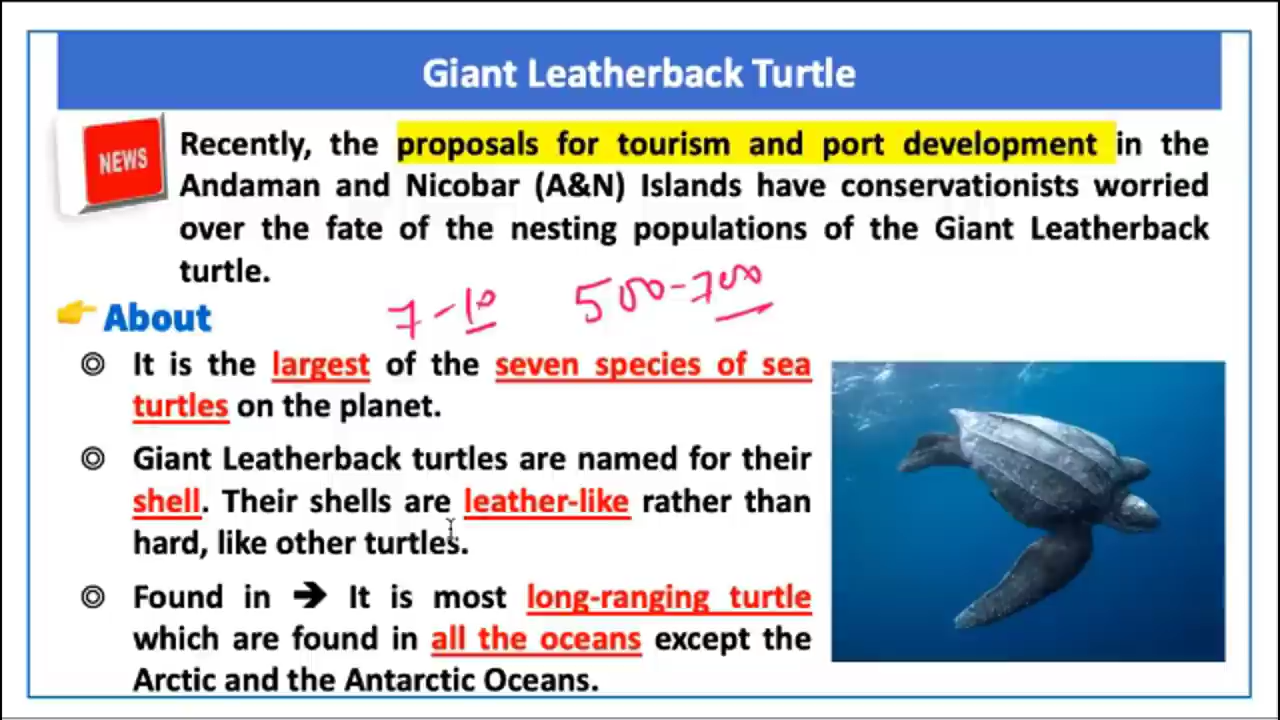 Giant Leatherback Turtle
NEWS
Recently, the proposals for tourism and port development in the
Andaman and Nicobar (A&N) Islands have conservationists worried
over the fate of the nesting populations of the Giant Leatherback
turtle.
7-10 500-700
About
It is the largest of the seven species of sea
turtles on the planet.
Giant Leatherback turtles are named for their
shell. Their shells are leather-like rather than
hard, like other turtles.
Found in ➔ It is most long-ranging turtle
which are found in all the oceans except the
Arctic and the Antarctic Oceans.